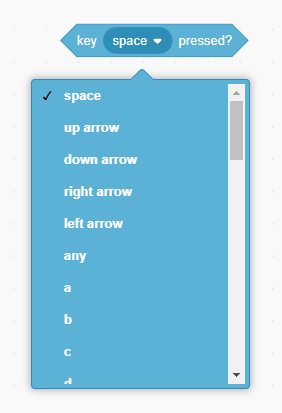 key space pressed?
space
up arrow
down arrow
right arrow
left arrow
any
a
b
c
d